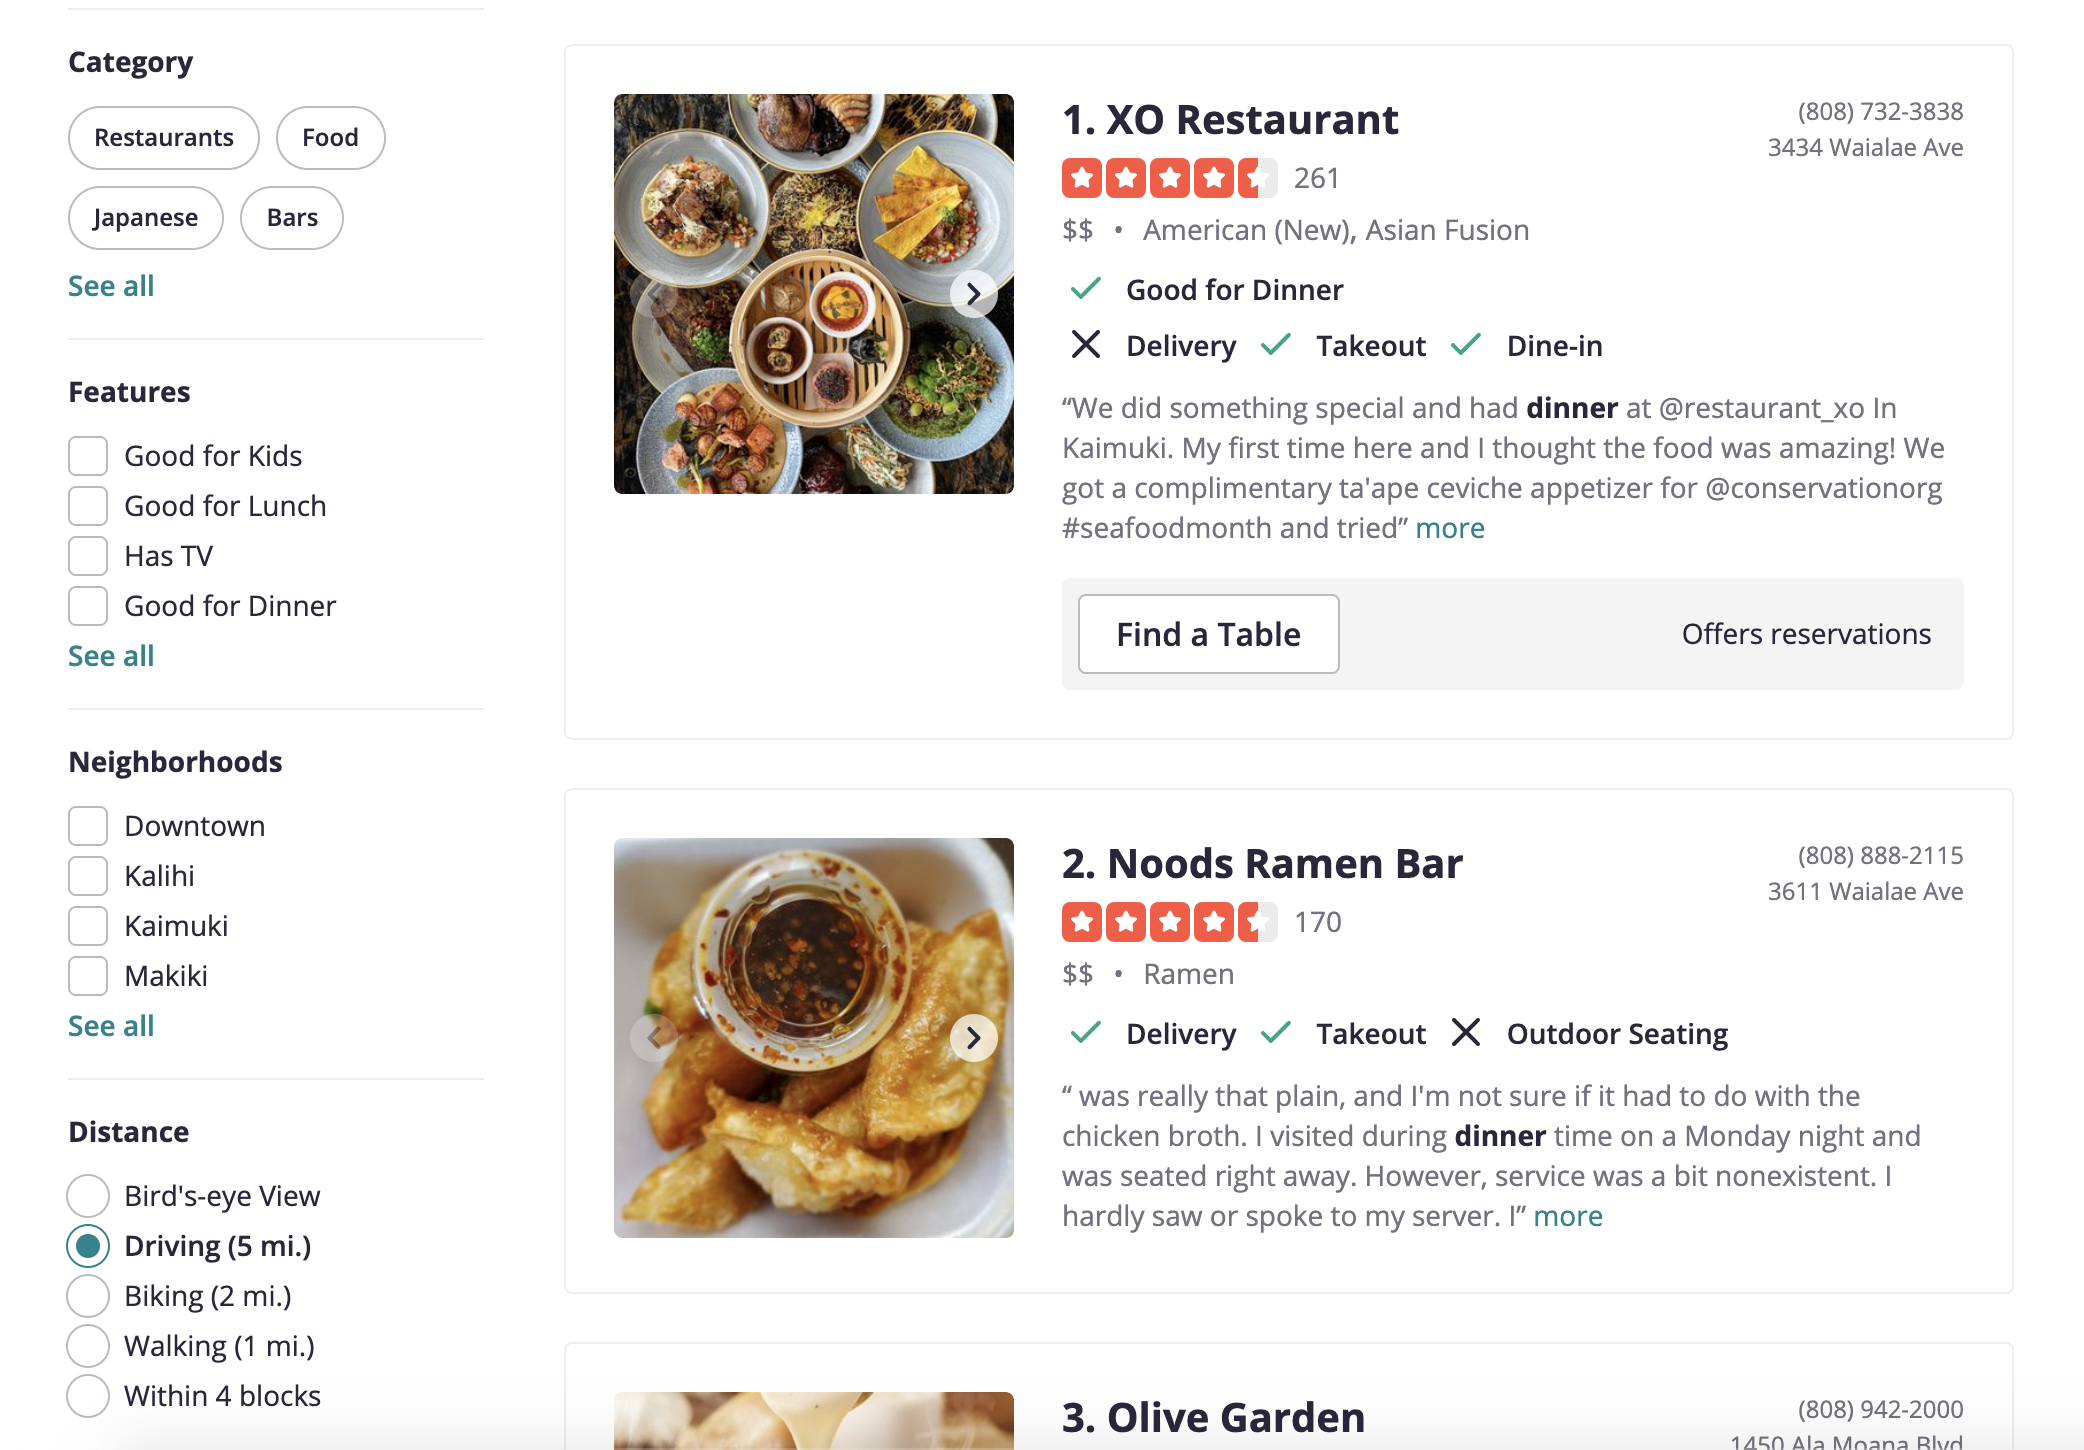 Category
Restaurants
Food
Japanese
Bars
See all
Features
Good for Kids
Good for Lunch
Has TV
Good for Dinner
See all
Neighborhoods
Downtown
Kalihi
Kaimuki
Makiki
See all
Distance
Bird's-eye View
Driving (5 mi.)
Biking (2 mi.)
Walking (1 mi.)
Within 4 blocks
1. XO Restaurant
(808) 732-3838
3434 Waialae Ave
261
$$ • American (New), Asian Fusion
Good for Dinner
Delivery Takeout Dine-in
“We did something special and had dinner at @restaurant_xo In
Kaimuki. My first time here and I thought the food was amazing! We
got a complimentary ta'ape ceviche appetizer for @conservationorg
#seafoodmonth and tried” more
Find a Table
Offers reservations
2. Noods Ramen Bar
(808) 888-2115
3611 Waialae Ave
170
$$ • Ramen
Delivery Takeout Outdoor Seating
“ was really that plain, and I'm not sure if it had to do with the
chicken broth. I visited during dinner time on a Monday night and
was seated right away. However, service was a bit nonexistent. I
hardly saw or spoke to my server. I” more
3. Olive Garden
(808) 942-2000
1450 Ala Moana Blvd